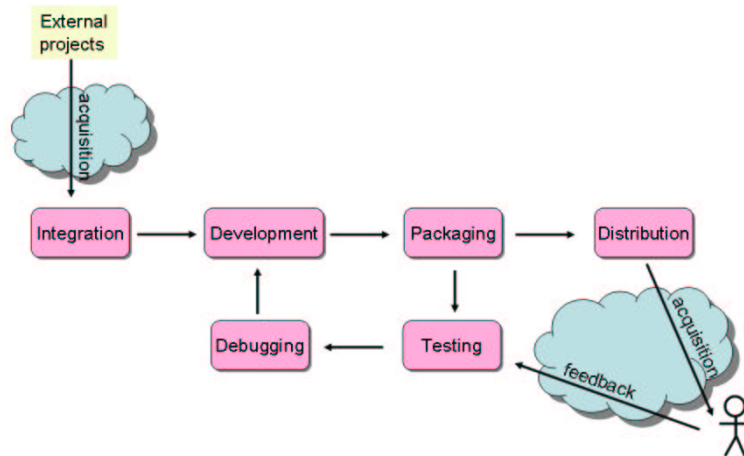 External
projects
acquisition
Integration
Development
Packaging
Distribution
acquisition
Debugging
Testing
feedback